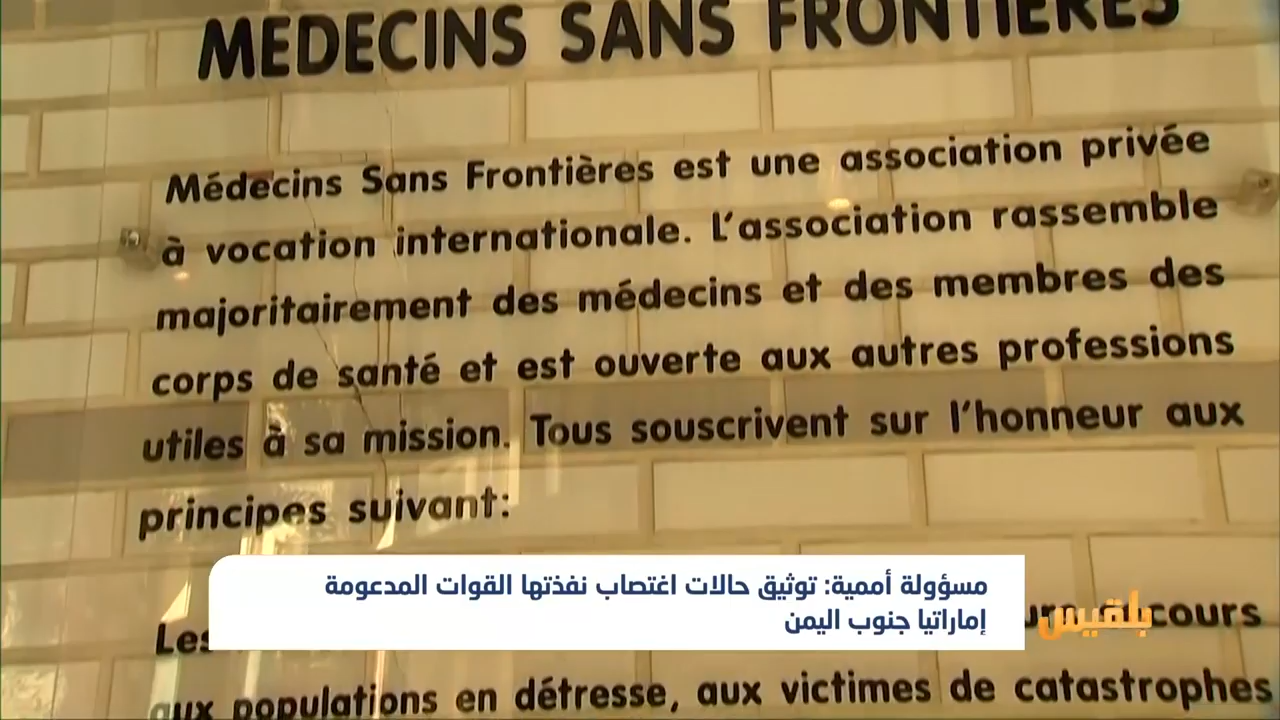 MEDECINS SANS FRONTIERES
Médecins Sans Frontières est une association privée
à vocation internationale. L'association rassemble
majoritairement des médecins et des membres des
corps de santé et est ouverte aux autres professions
utiles à sa mission. Tous souscrivent sur l'honneur aux
principes suivant:
مسؤولة أممية: توثيق حالات اغتصاب نفذتها القوات المدعومة
إماراتيا جنوب اليمن
بلقيس
Les
aux populations en détresse, aux victimes de catastrophes